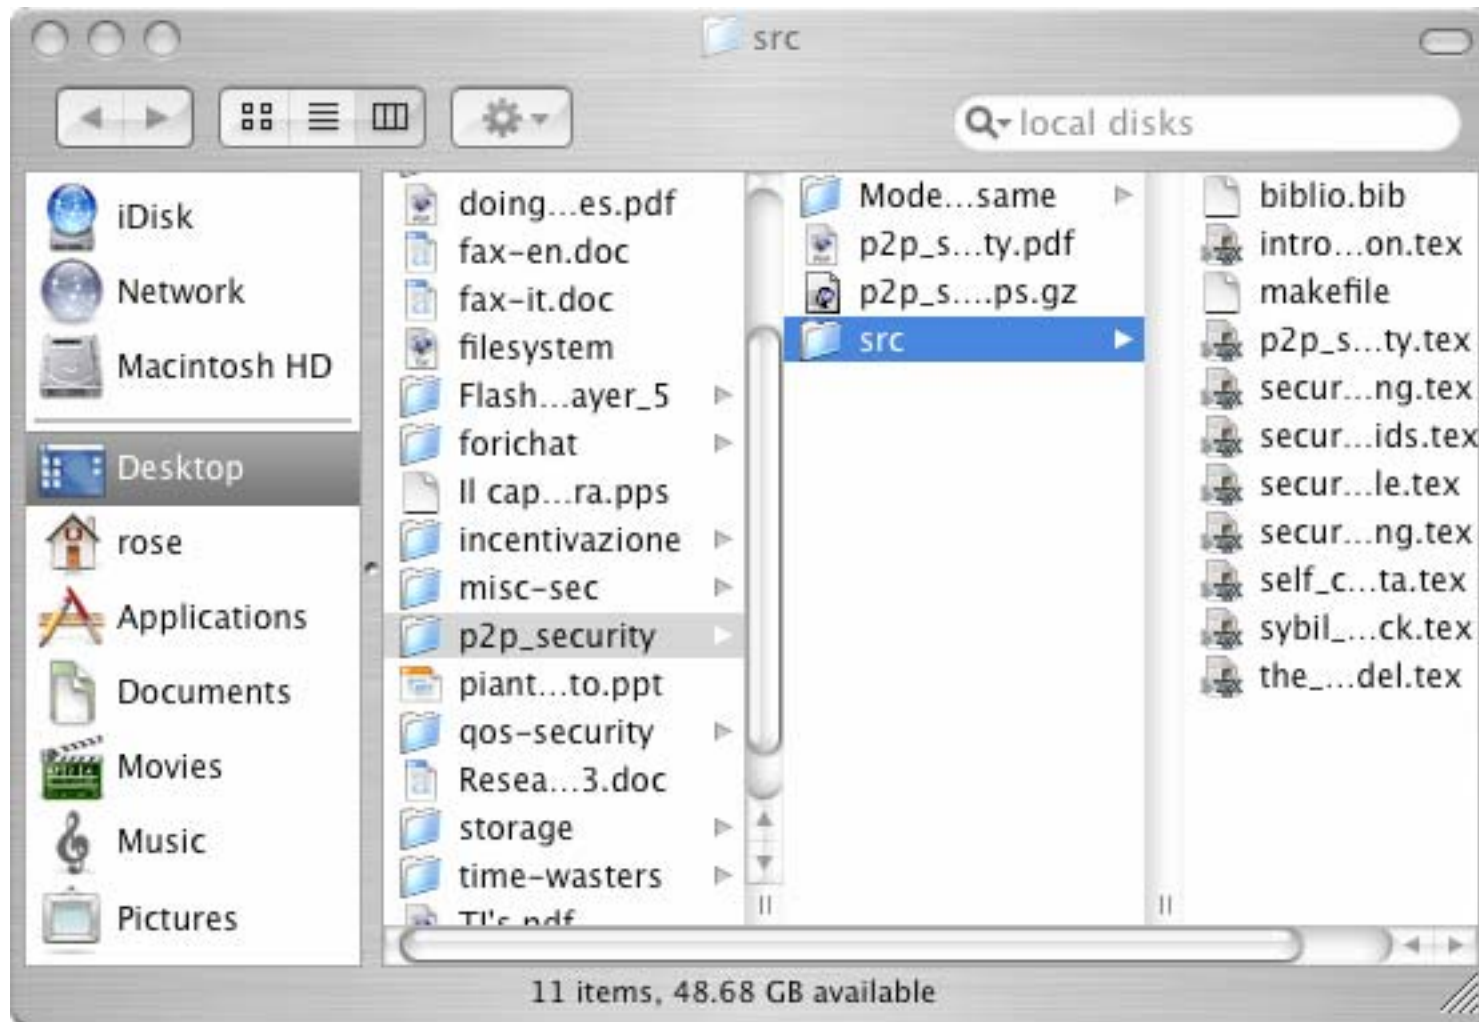 src
local disks
iDisk
Network
Macintosh HD
Desktop
rose
Applications
Documents
Movies
Music
Pictures
doing...es.pdf
fax-en.doc
fax-it.doc
filesystem
Flash...ayer_5
forichat
Il cap...ra.pps
incentivazione
misc-sec
p2p_security
piant...to.ppt
qos-security
Resea...3.doc
storage
time-wasters
TI's.pdf
Mode...same
p2p_s...ty.pdf
p2p_s....ps.gz
src
biblio.bib
intro...on.tex
makefile
p2p_s...ty.tex
secur...ng.tex
secur...ids.tex
secur...le.tex
secur...ng.tex
self_c...ta.tex
sybil_...ck.tex
the_...del.tex
11 items, 48.68 GB available